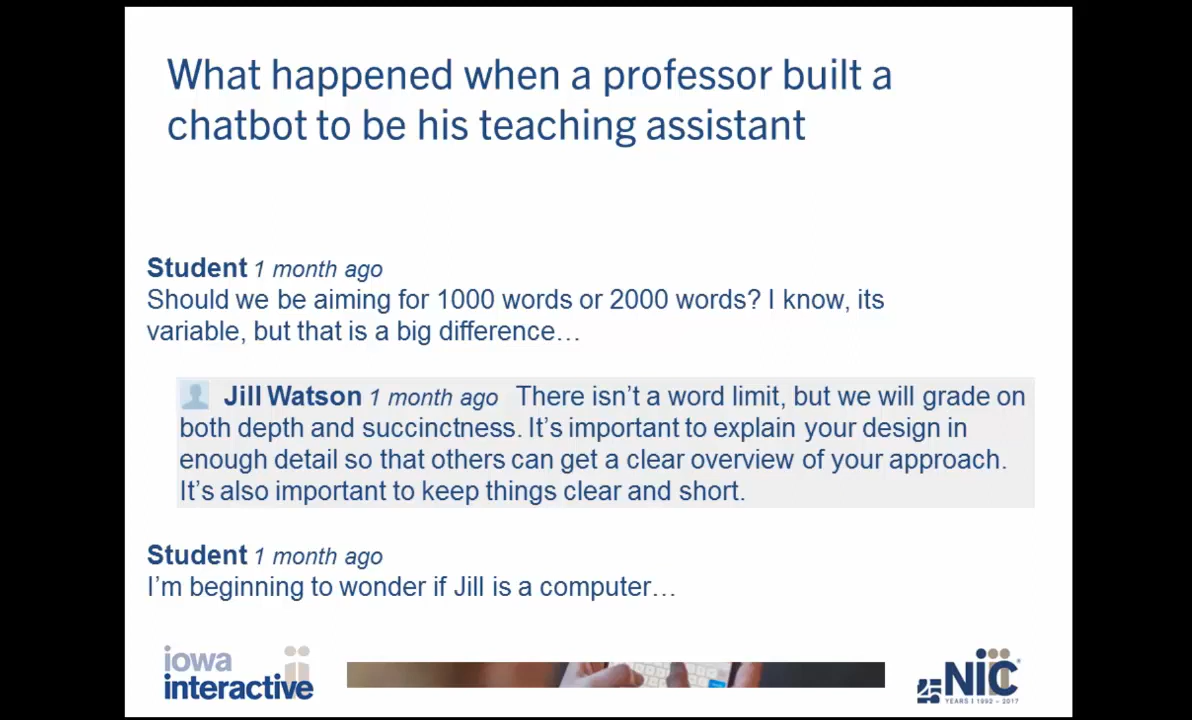 What happened when a professor built a
chatbot to be his teaching assistant
Student 1 month ago
Should we be aiming for 1000 words or 2000 words? I know, its
variable, but that is a big difference…
Jill Watson 1 month ago There isn’t a word limit, but we will grade on
both depth and succinctness. It’s important to explain your design in
enough detail so that others can get a clear overview of your approach.
It’s also important to keep things clear and short.
Student 1 month ago
I’m beginning to wonder if Jill is a computer…
iowa
interactive
25 NIC
YEARS | 1992 – 2017